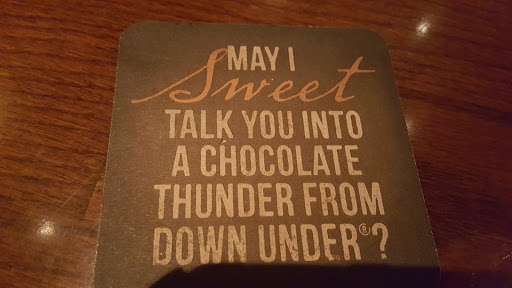 MAY I
Sweet
TALK YOU INTO
A CHOCOLATE
THUNDER FROM
DOWN UNDER®?